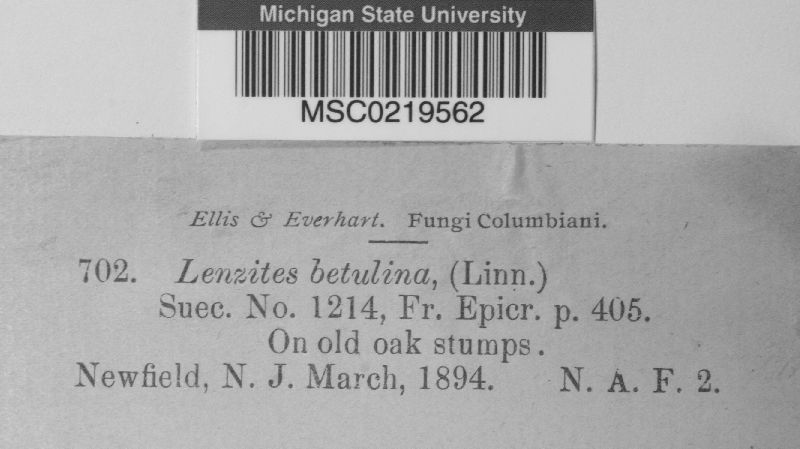 Michigan State University
MSC0219562
Ellis & Everhart. Fungi Columbiani.
702. Lenzites betulina, (Linn.)
Suec. No. 1214, Fr. Epicr. p. 405.
On old oak stumps.
Newfield, N. J. March, 1894. N. A. F. 2.